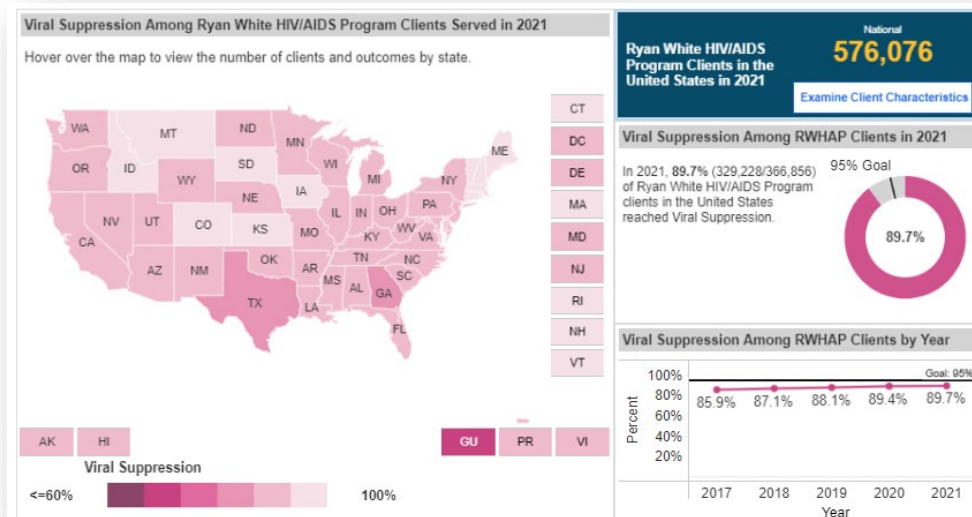 Viral Suppression Among Ryan White HIV/AIDS Program Clients Served in 2021
Hover over the map to view the number of clients and outcomes by state.
WA
MT
ND
MN
ME
OR
ID
SD
WI
WY
MI
NY
IA
NE
PA
NV
UT
CO
IL
IN
OH
KS
MO
WV
VA
CA
KY
AZ
NM
OK
AR
TN
NC
SC
MS
AL
GA
TX
LA
FL
CT
DC
DE
MA
MD
NJ
RI
NH
VT
AK
HI
GU
PR
VI
Viral Suppression
<=60%
100%
Ryan White HIV/AIDS
Program Clients in the
United States in 2021
National
576,076
Examine Client Characteristics
Viral Suppression Among RWHAP Clients in 2021
In 2021, 89.7% (329,228/366,856)
of Ryan White HIV/AIDS Program
clients in the United States
reached Viral Suppression.
95% Goal
89.7%
Viral Suppression Among RWHAP Clients by Year
Goal: 95%
Percent
100%
80%
60%
40%
20%
85.9%
87.1%
88.1%
89.4%
89.7%
2017
2018
2019
2020
2021
Year